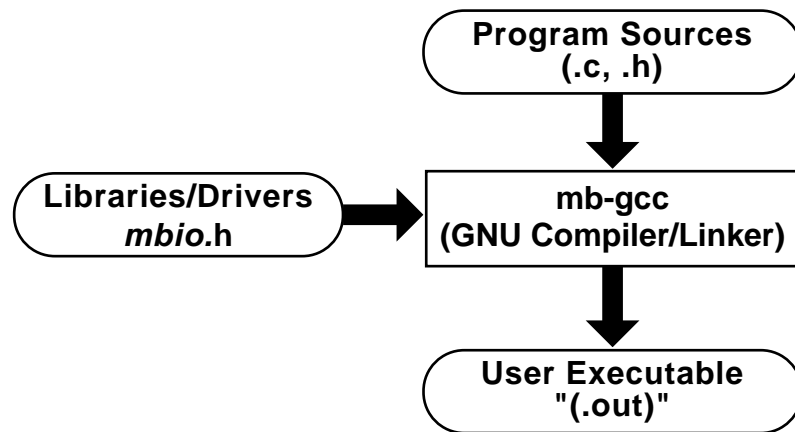 Program Sources
(.c, .h)
Libraries/Drivers
mbio.h
mb-gcc
(GNU Compiler/Linker)
User Executable
"(.out)"